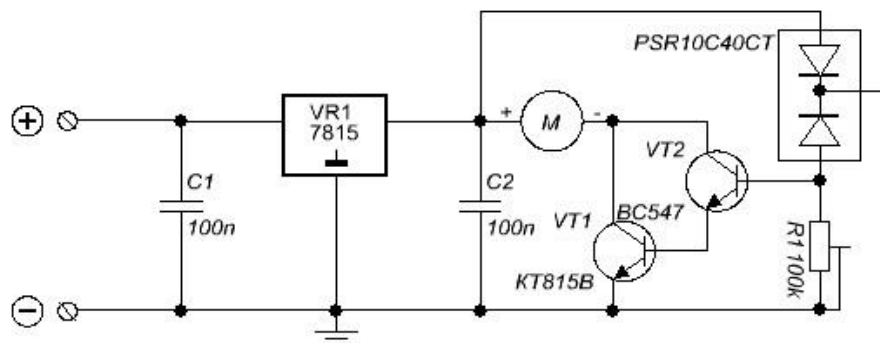 PSR10C40CT
+
VR1
7815
+
M
-
VT2
C1
100n
C2
100n
VT1
BC547
KT815B
R1 100k
−